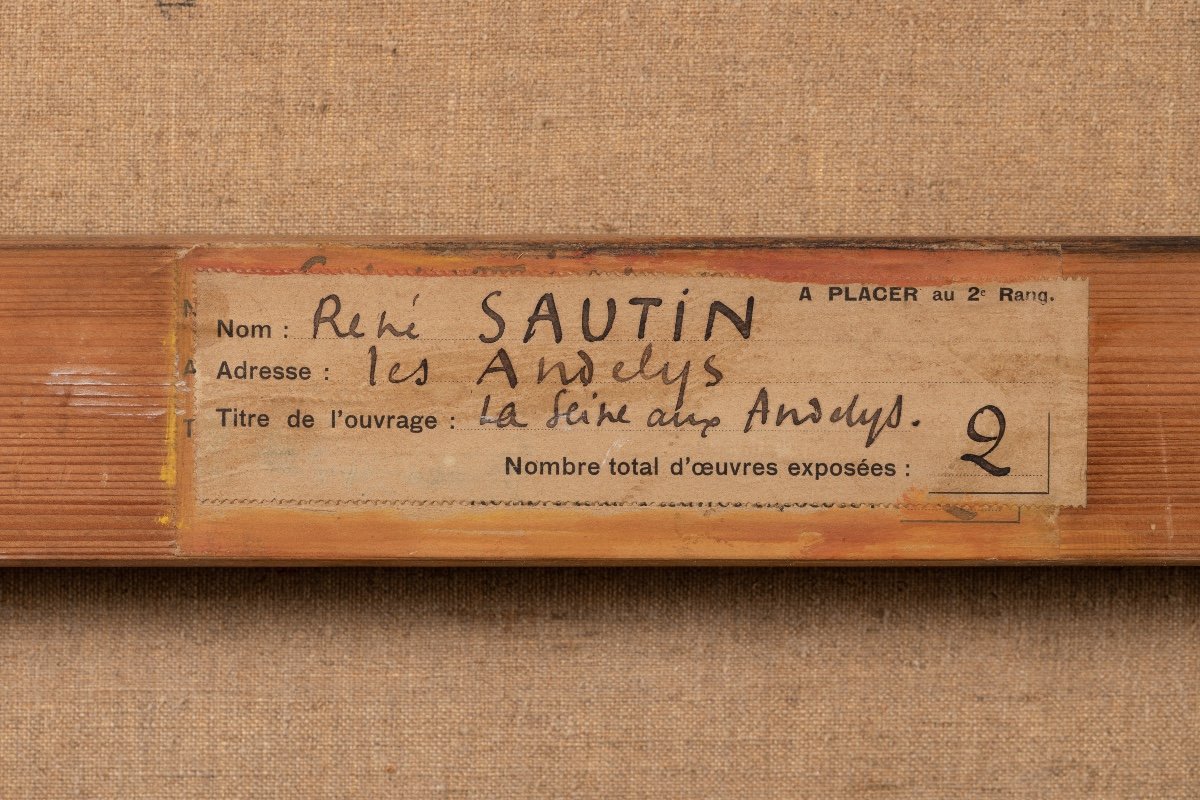 A PLACER au 2e Rang.
Nom : René SAUTIN
Adresse : les Andelys
Titre de l'ouvrage : La Seine aux Andelys.
Nombre total d'œuvres exposées : 2